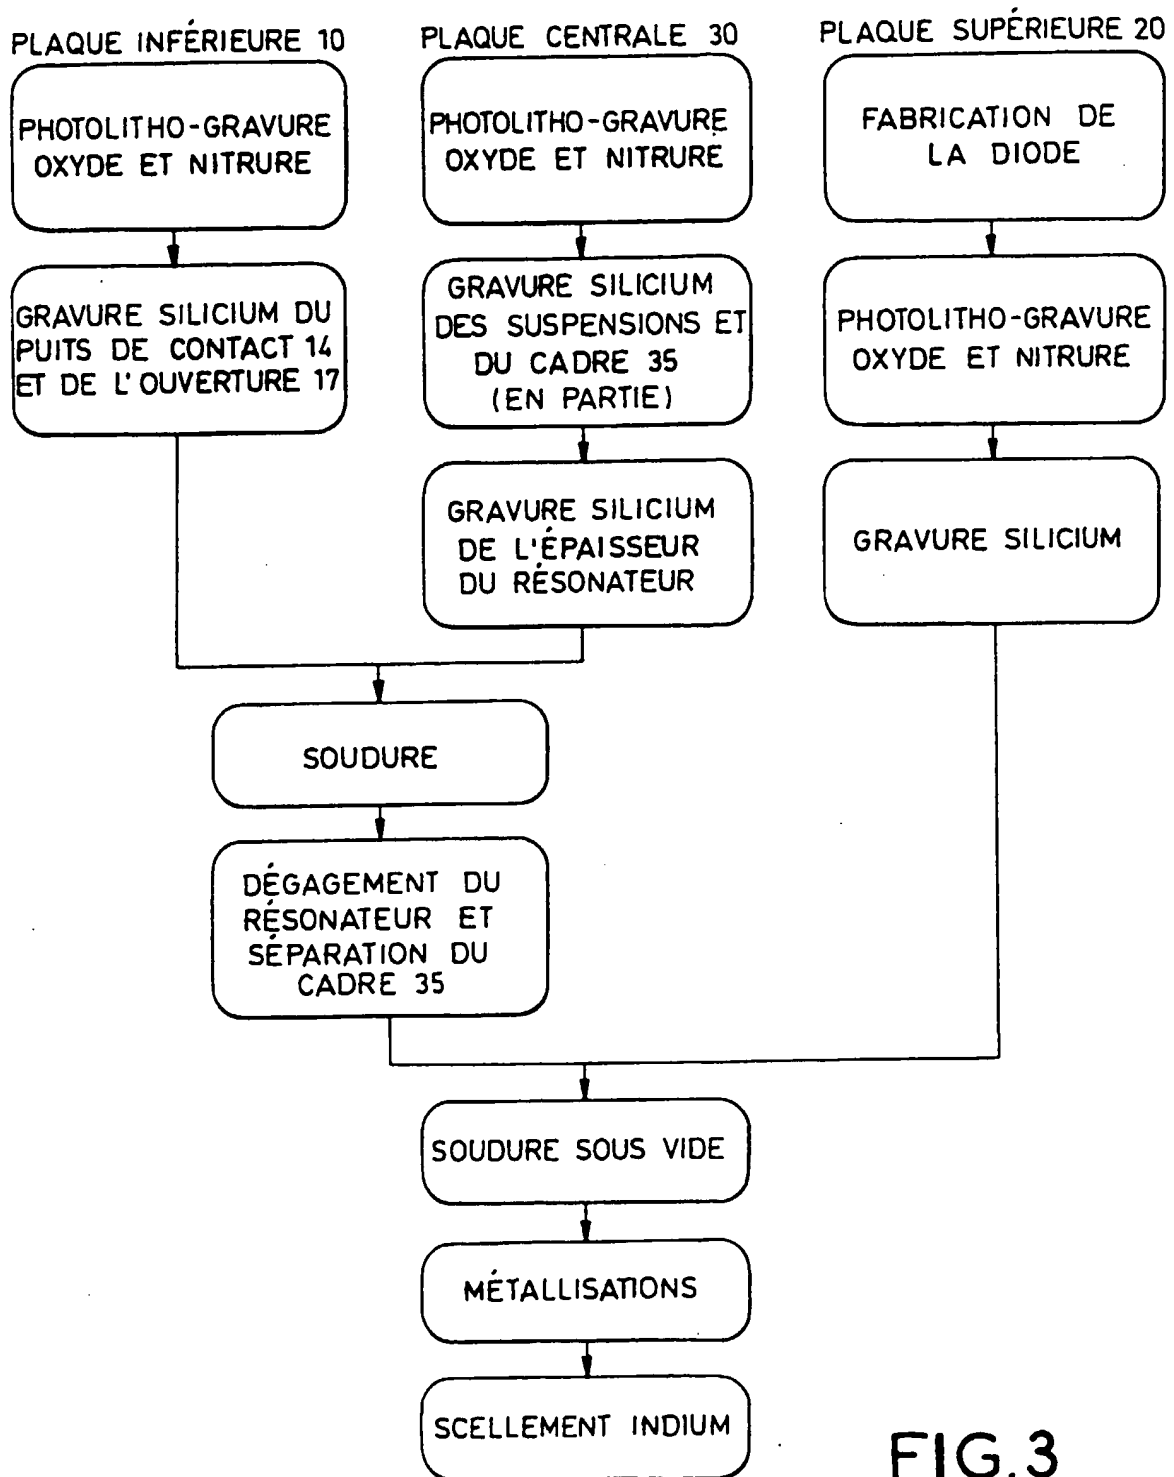 PLAQUE INFÉRIEURE 10
PLAQUE CENTRALE 30
PLAQUE SUPÉRIEURE 20
PHOTOLITHO-GRAVURE
OXYDE ET NITRURE
PHOTOLITHO-GRAVURE
OXYDE ET NITRURE
FABRICATION DE
LA DIODE
GRAVURE SILICIUM DU
PUITS DE CONTACT 14
ET DE L'OUVERTURE 17
GRAVURE SILICIUM
DES SUSPENSIONS ET
DU CADRE 35
(EN PARTIE)
PHOTOLITHO-GRAVURE
OXYDE ET NITRURE
GRAVURE SILICIUM
DE L'ÉPAISSEUR
DU RÉSONATEUR
GRAVURE SILICIUM
SOUDURE
DÉGAGEMENT DU
RÉSONATEUR ET
SÉPARATION DU
CADRE 35
SOUDURE SOUS VIDE
MÉTALLISATIONS
SCELLEMENT INDIUM
FIG.3